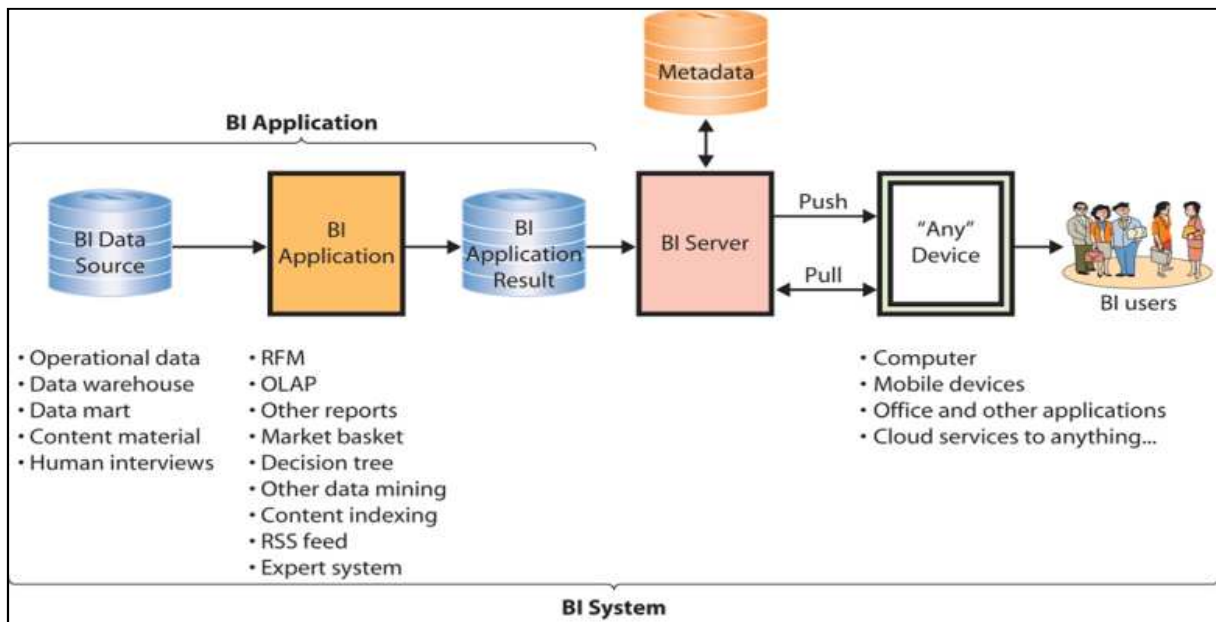 Metadata
BI Application
BI Data
Source
BI
Application
BI
Application
Result
BI Server
Push
Pull
“Any”
Device
BI users
• Operational data
• Data warehouse
• Data mart
• Content material
• Human interviews
• RFM
• OLAP
• Other reports
• Market basket
• Decision tree
• Other data mining
• Content indexing
• RSS feed
• Expert system
• Computer
• Mobile devices
• Office and other applications
• Cloud services to anything...
BI System